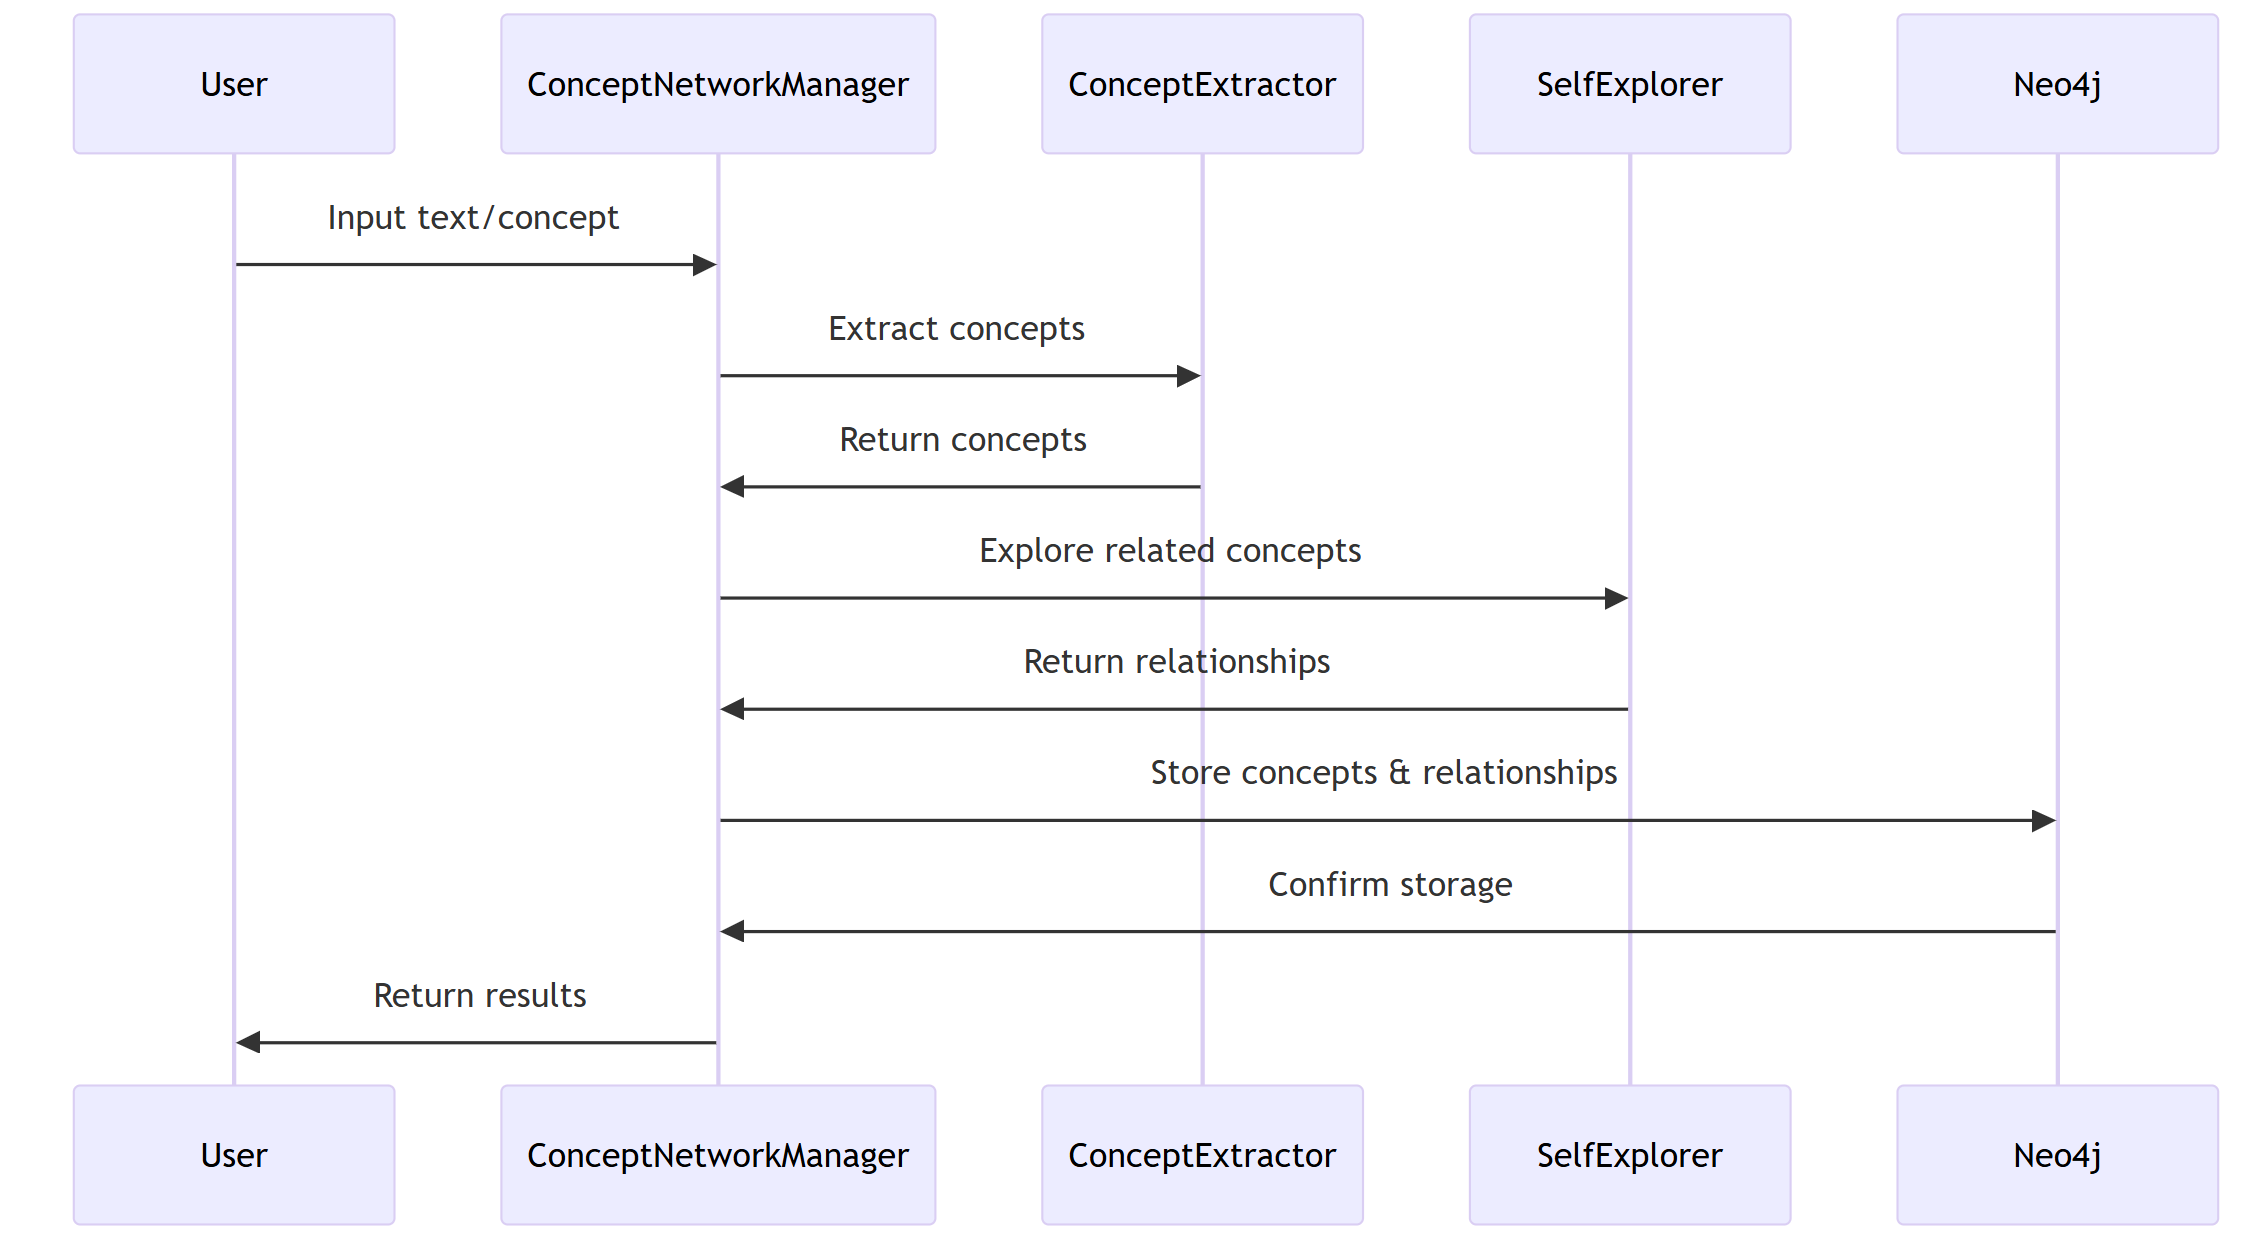 User
ConceptNetworkManager
ConceptExtractor
SelfExplorer
Neo4j
Input text/concept
Extract concepts
Return concepts
Explore related concepts
Return relationships
Store concepts & relationships
Confirm storage
Return results
User
ConceptNetworkManager
ConceptExtractor
SelfExplorer
Neo4j